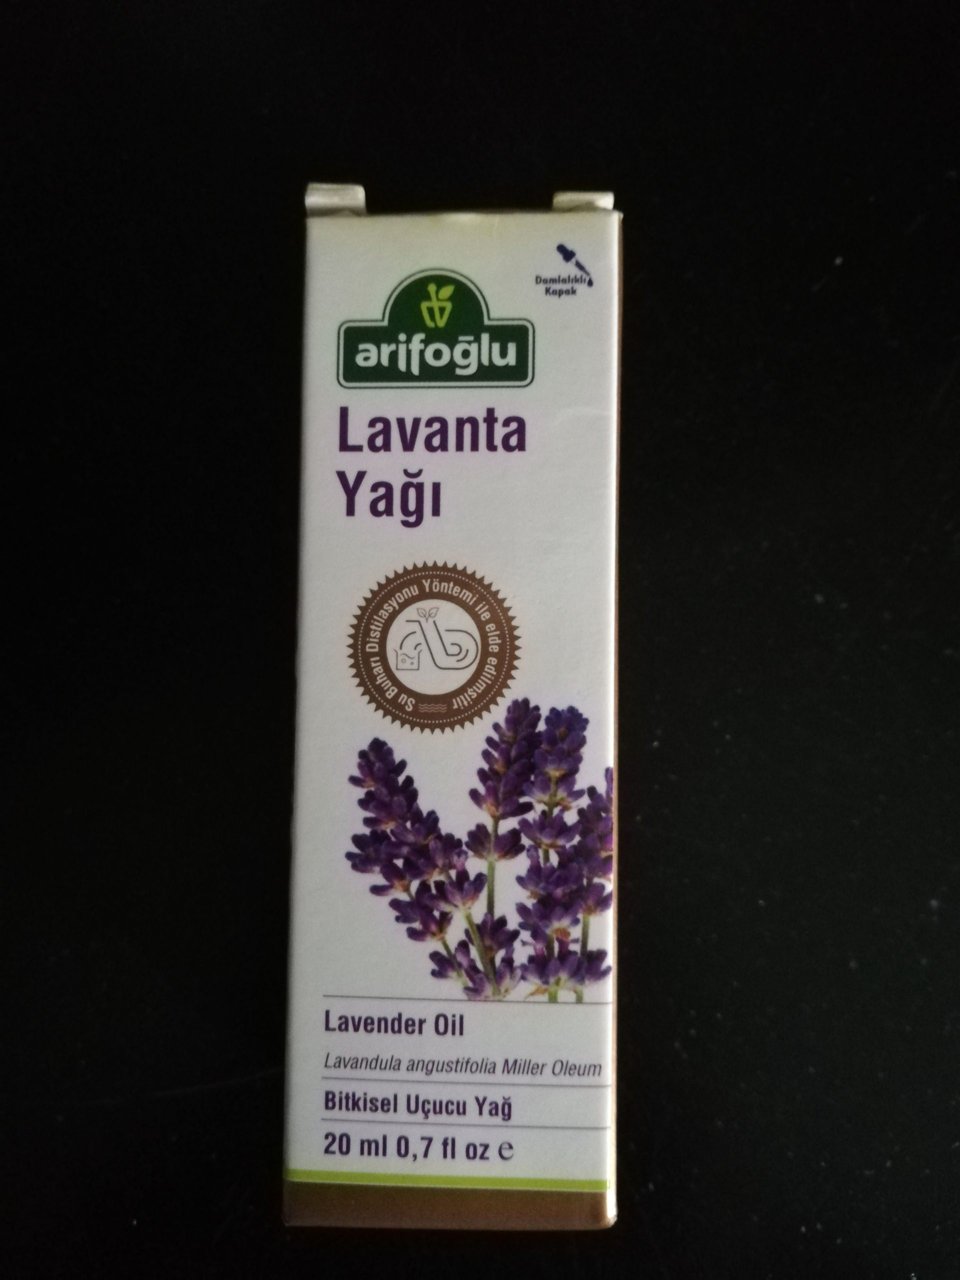 Damlalıklı
Kapak
arifoğlu
Lavanta
Yağı
Su Buharı Distilasyonu Yöntemi ile elde edilmşitir
Lavender Oil
Lavandula angustifolia Miller Oleum
Bitkisel Uçucu Yağ
20 ml 0,7 fl oz e